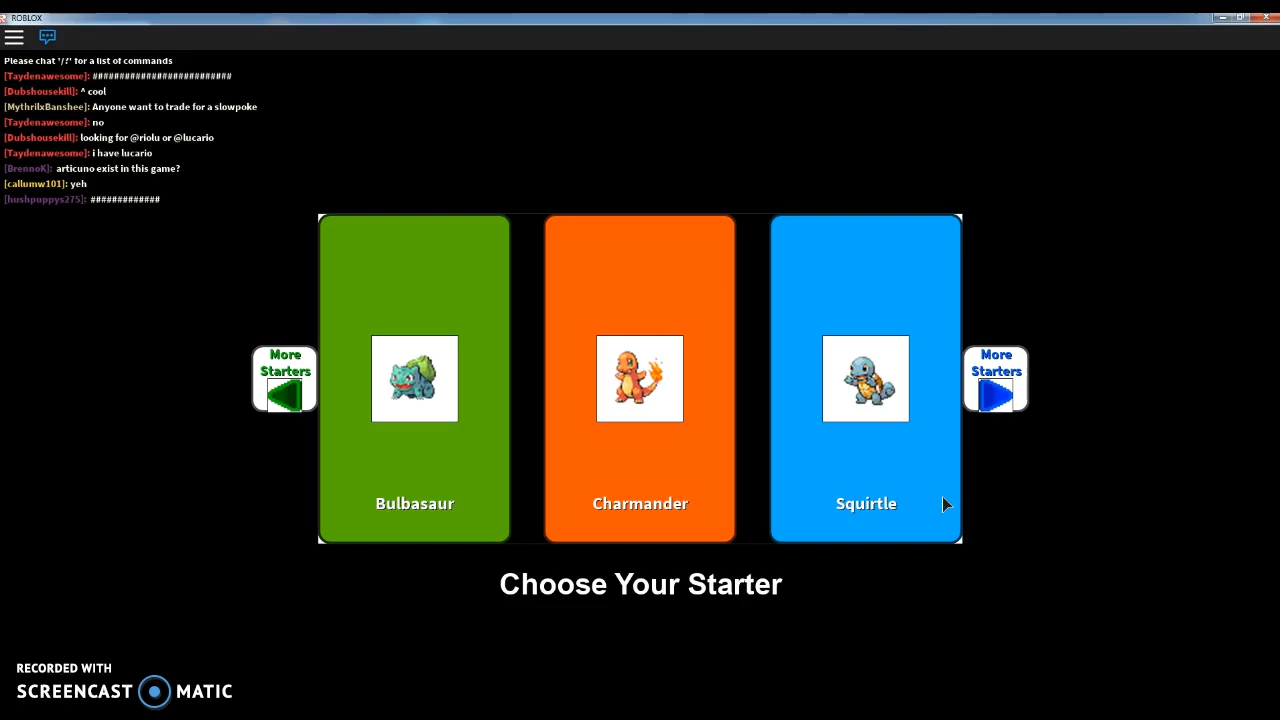 ROBLOX
Please chat '/?' for a list of commands
[Taydenawesome]: ##########################
[Dubshousekill]: ^ cool
[MythrilxBanshee]: Anyone want to trade for a slowpoke
[Taydenawesome]: no
[Dubshousekill]: looking for @riolu or @lucario
[Taydenawesome]: i have lucario
[BrennoK]: articuno exist in this game?
[callumw101]: yeh
[hushpuppys275]: #############
More
Starters
Bulbasaur
Charmander
Squirtle
More
Starters
Choose Your Starter
RECORDED WITH
SCREENCAST MATIC